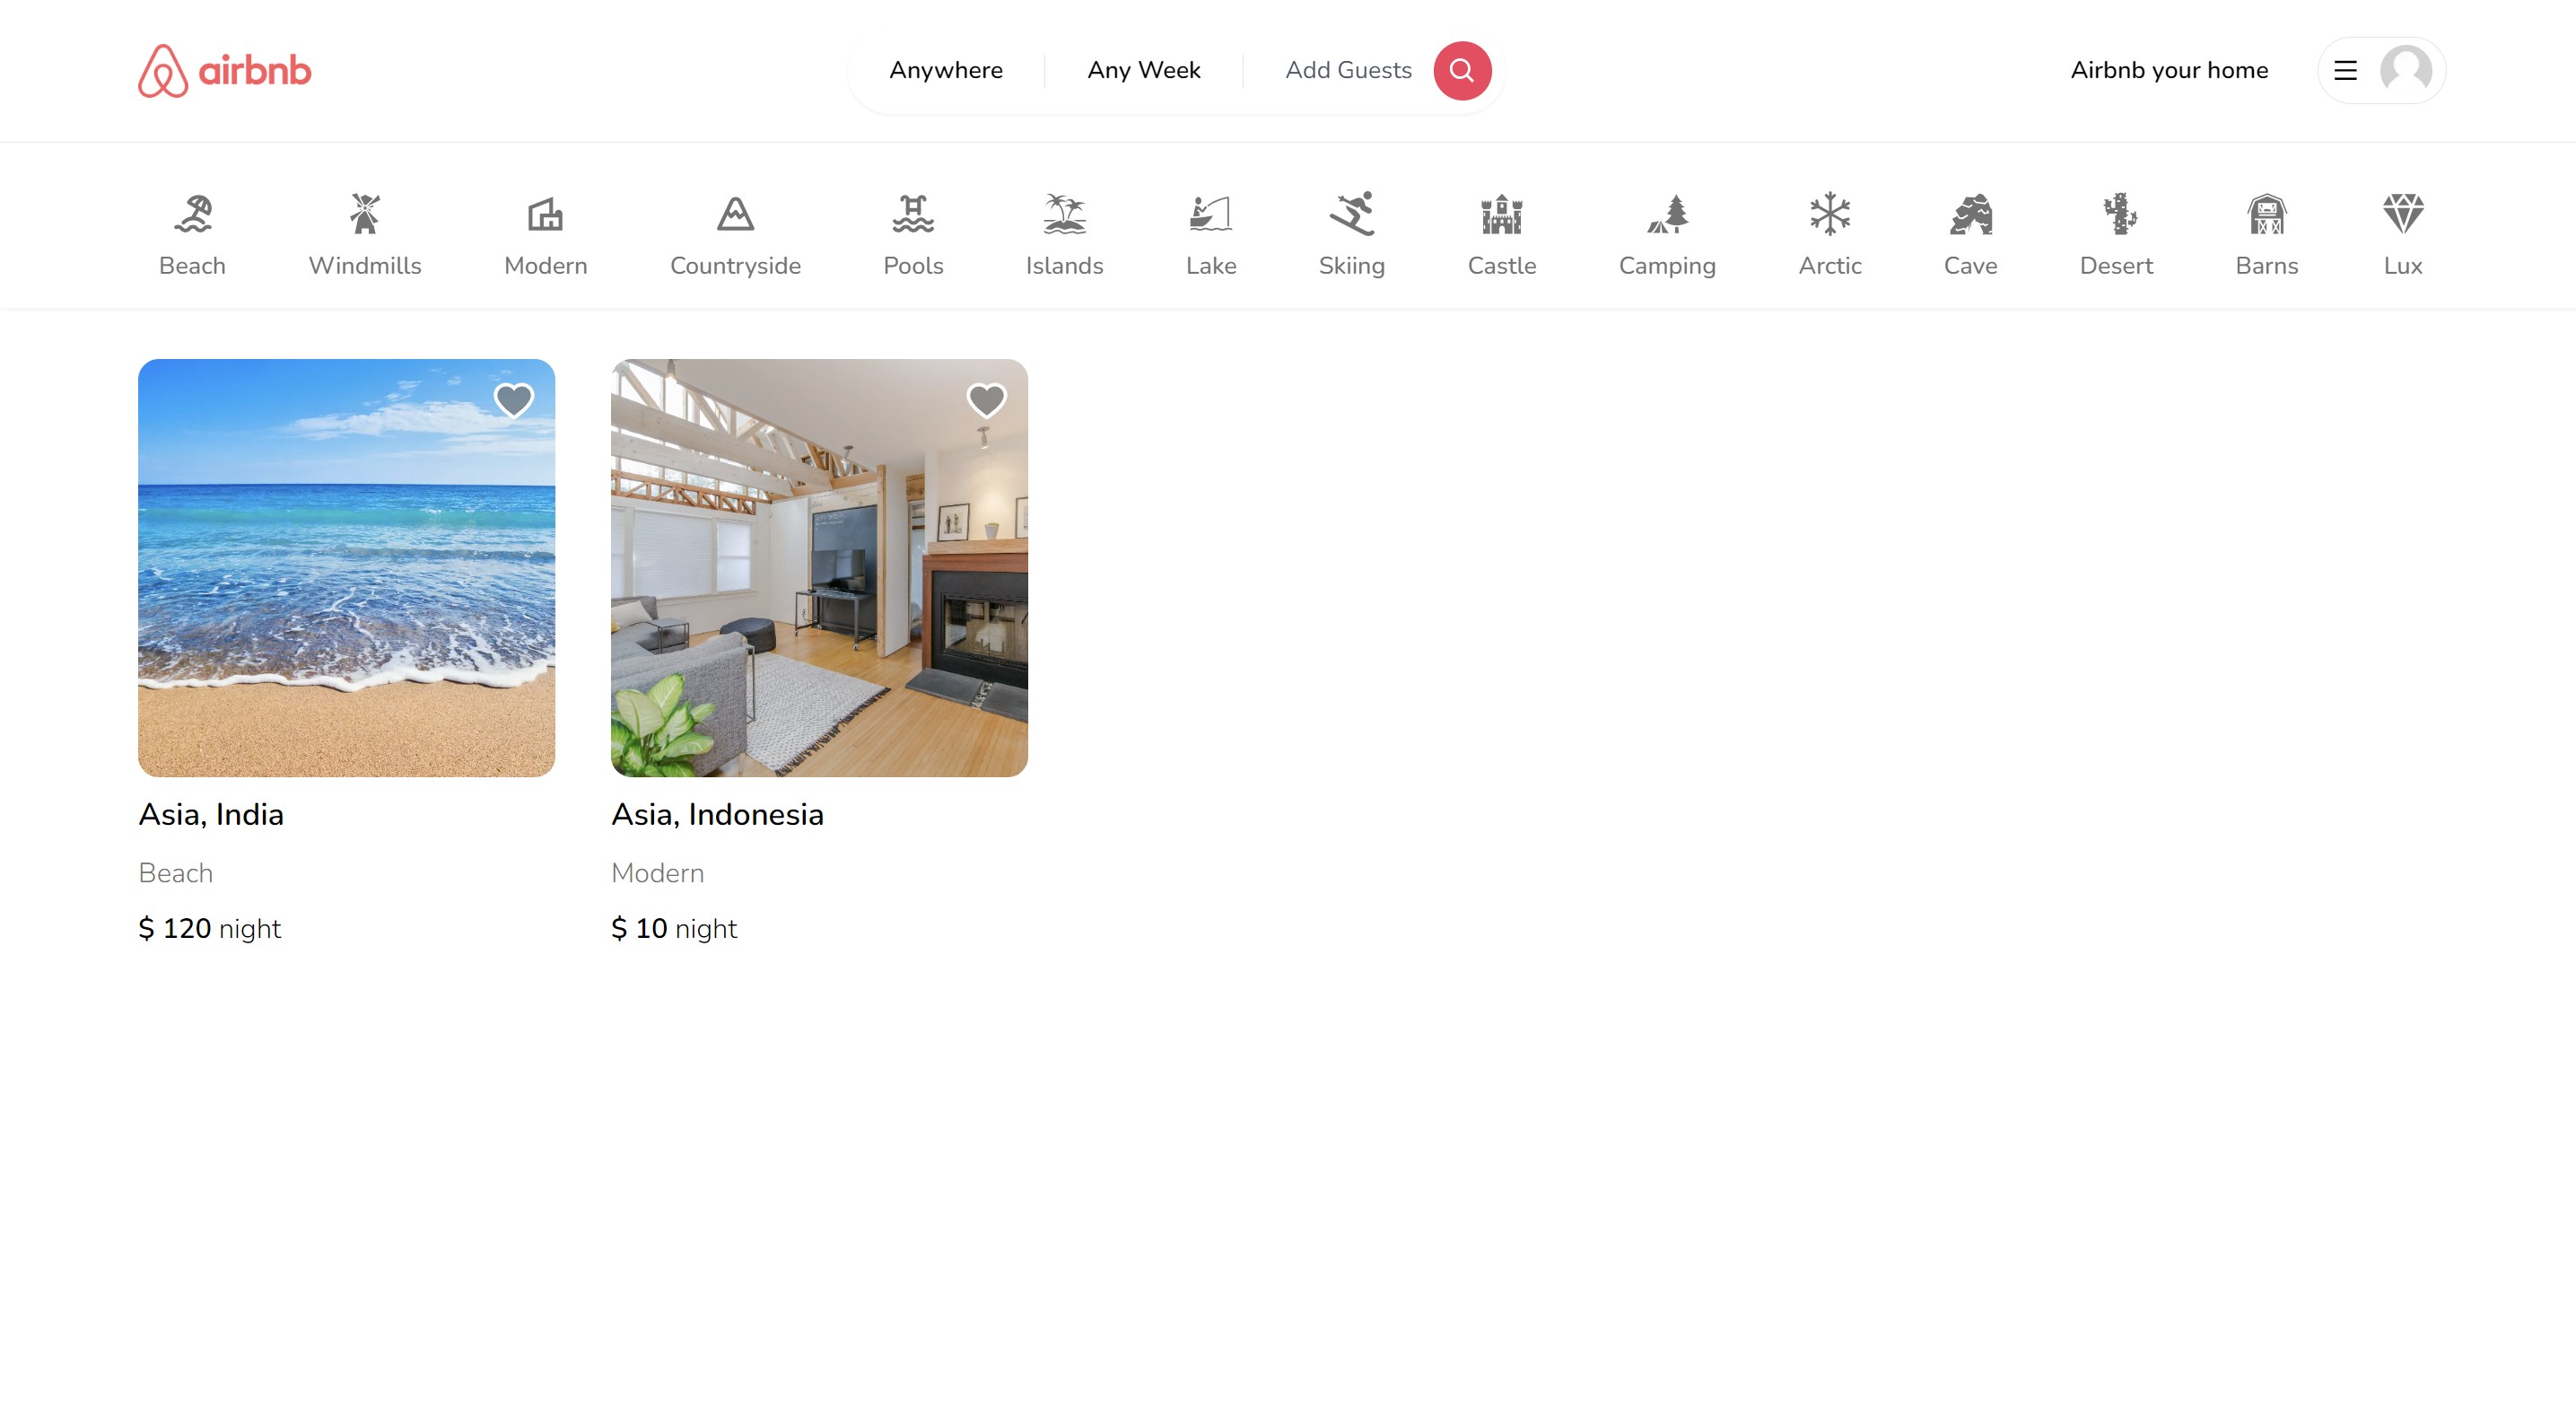 airbnb
Anywhere Any Week Add Guests
Airbnb your home
Beach Windmills Modern Countryside Pools Islands Lake Skiing Castle Camping Arctic Cave Desert Barns Lux
Asia, India
Beach
$ 120 night
Asia, Indonesia
Modern
$ 10 night